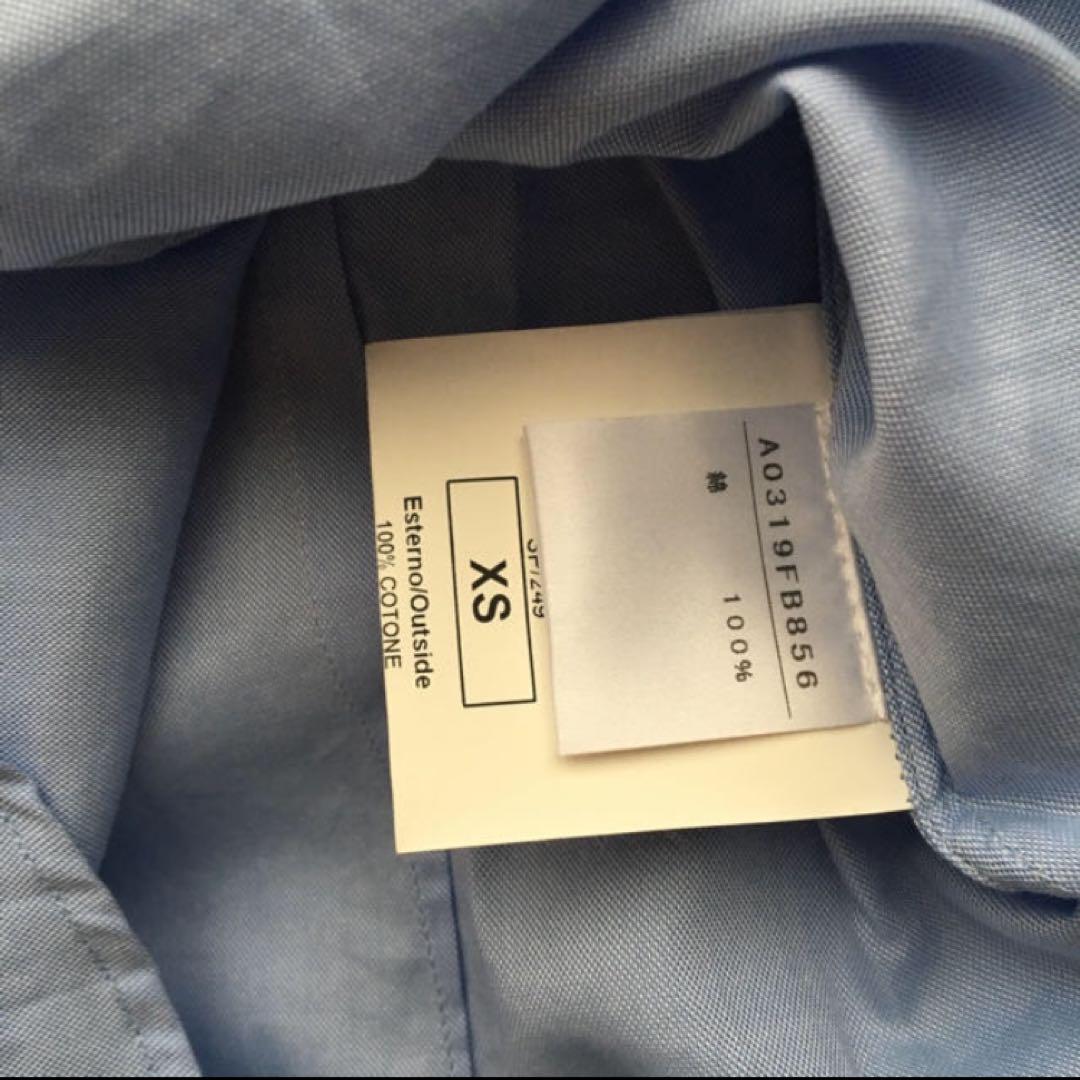 A0319FB856
綿 100%
XS
Esterno/Outside
100% COTONE